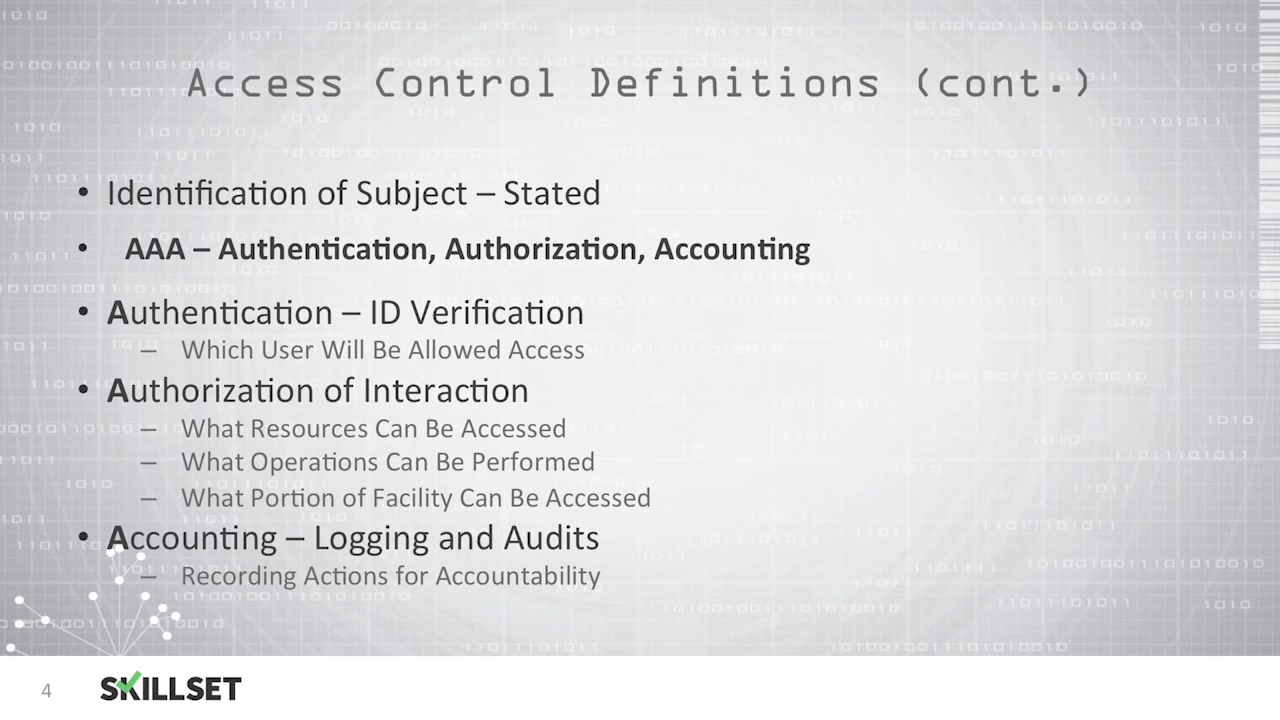 Access Control Definitions (cont.)
• Identification of Subject – Stated
• AAA – Authentication, Authorization, Accounting
• Authentication – ID Verification
– Which User Will Be Allowed Access
• Authorization of Interaction
– What Resources Can Be Accessed
– What Operations Can Be Performed
– What Portion of Facility Can Be Accessed
• Accounting – Logging and Audits
– Recording Actions for Accountability
4
SKILLSET